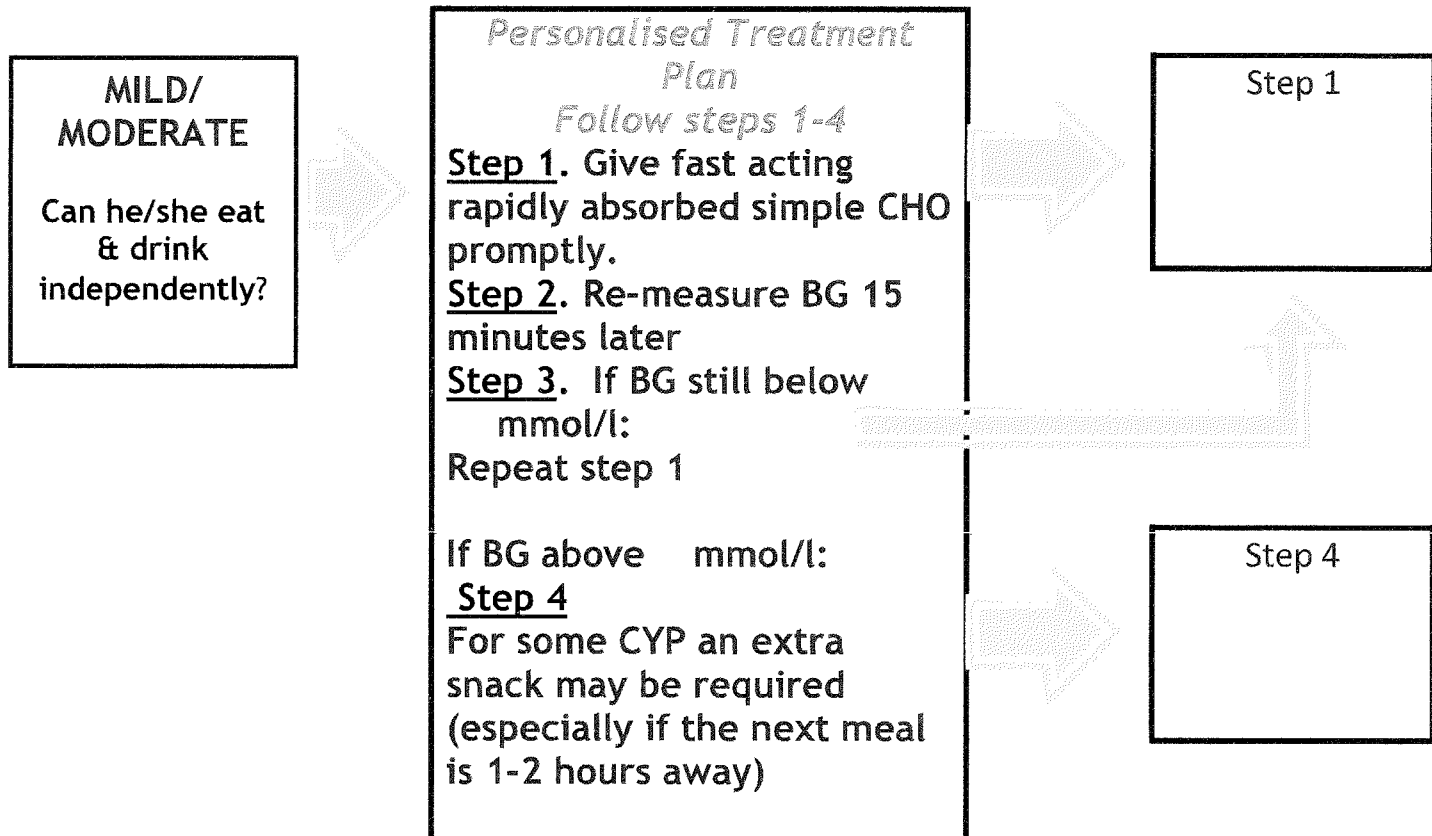 MILD/
MODERATE
Can he/she eat
& drink
independently?
Personalised Treatment
Plan
Follow steps 1-4
Step 1. Give fast acting
rapidly absorbed simple CHO
promptly.
Step 2. Re-measure BG 15
minutes later
Step 3. If BG still below
mmol/l:
Repeat step 1
If BG above mmol/l:
Step 4
For some CYP an extra
snack may be required
(especially if the next meal
is 1-2 hours away)
Step 1
Step 4